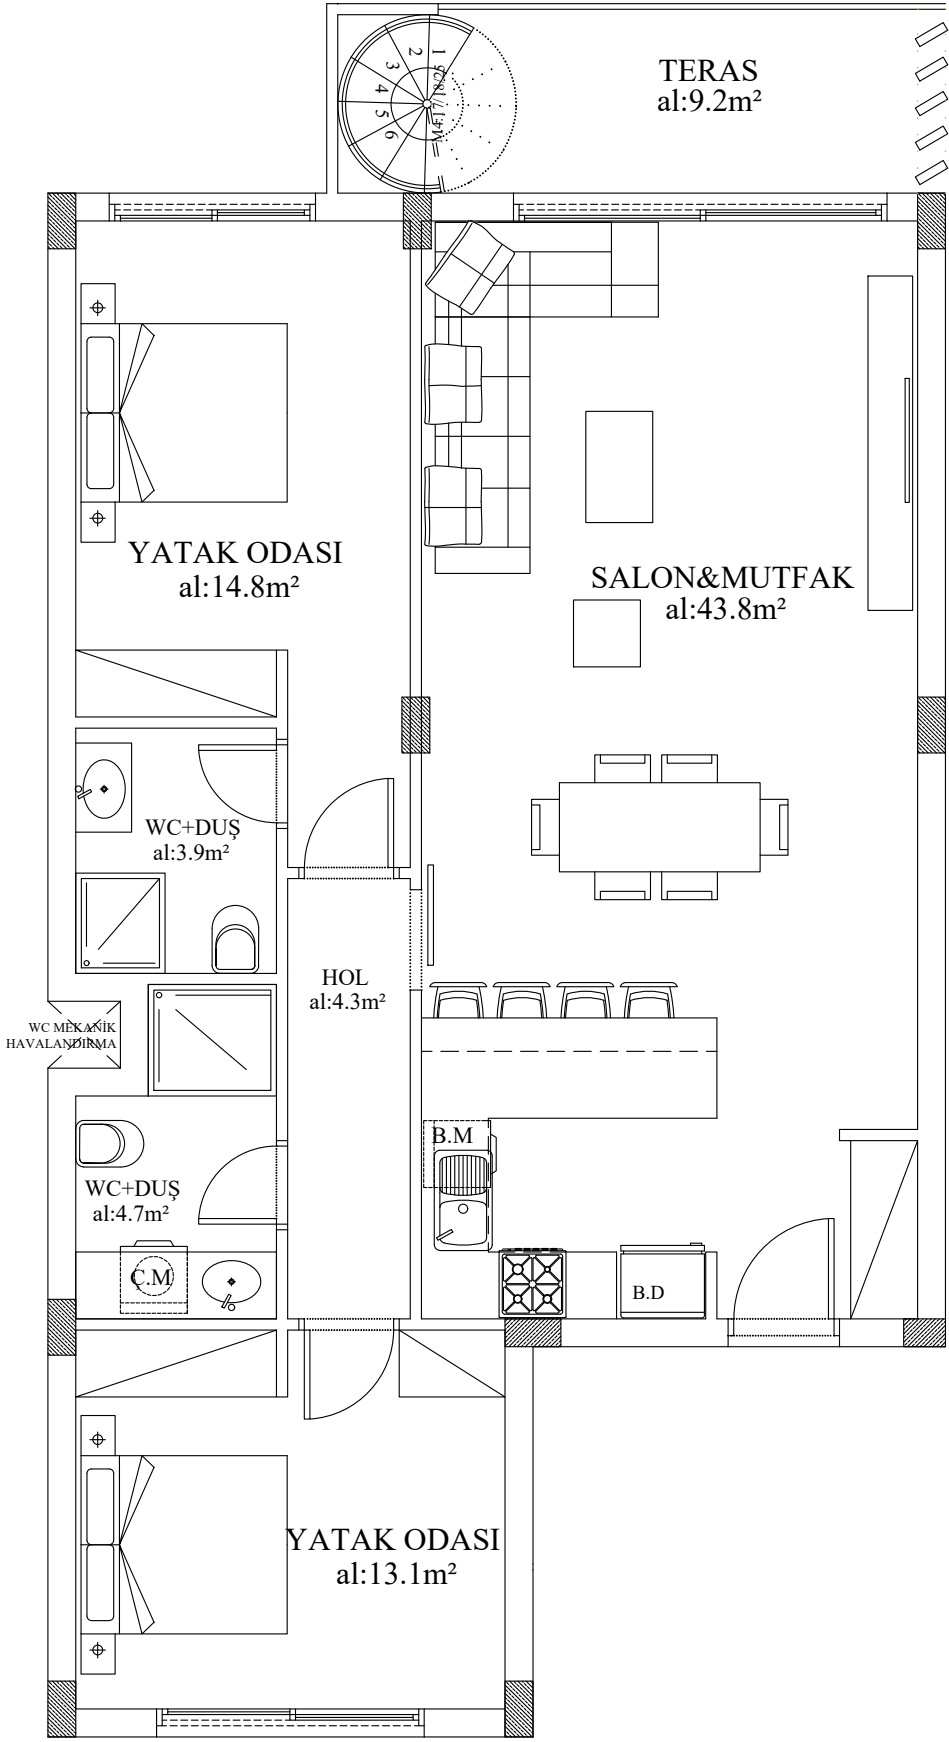 TERAS
al:9.2m²
1
2
3
4
5
6
YATAK ODASI
al:14.8m²
SALON&MUTFAK
al:43.8m²
WC+DUŞ
al:3.9m²
HOL
al:4.3m²
WC MEKANİK
HAVALANDIRMA
B.M
WC+DUŞ
al:4.7m²
Ç.M
B.D
YATAK ODASI
al:13.1m²